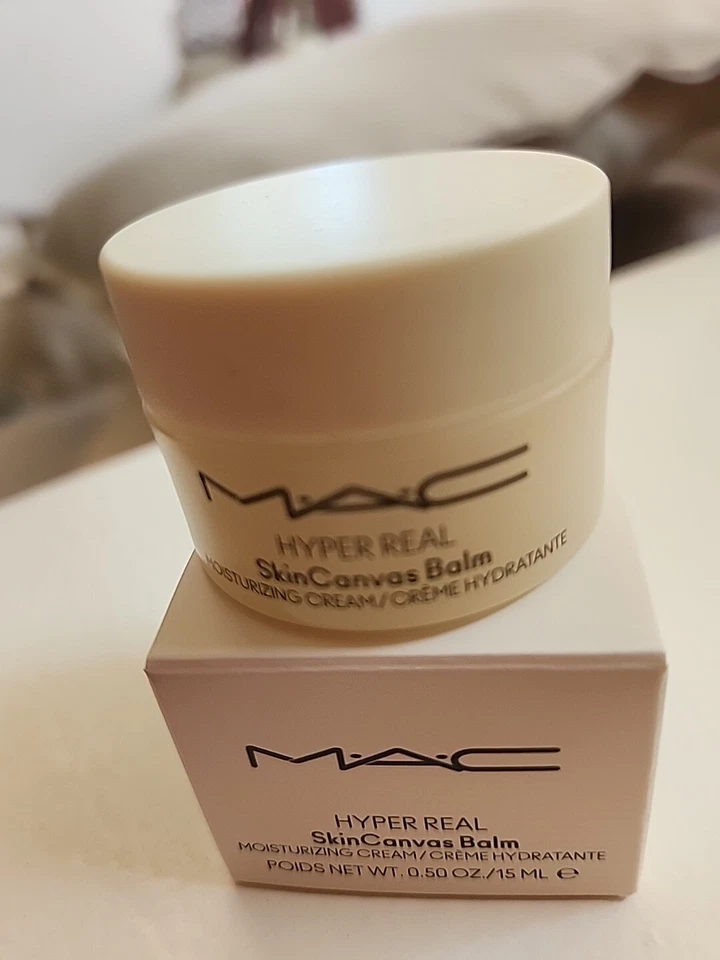 M·A·C
HYPER REAL
SkinCanvas Balm
MOISTURIZING CREAM/CRÈME HYDRATANTE
M·A·C
HYPER REAL
SkinCanvas Balm
MOISTURIZING CREAM/CRÈME HYDRATANTE
POIDS NET WT. 0.50 OZ./15 ML ℮